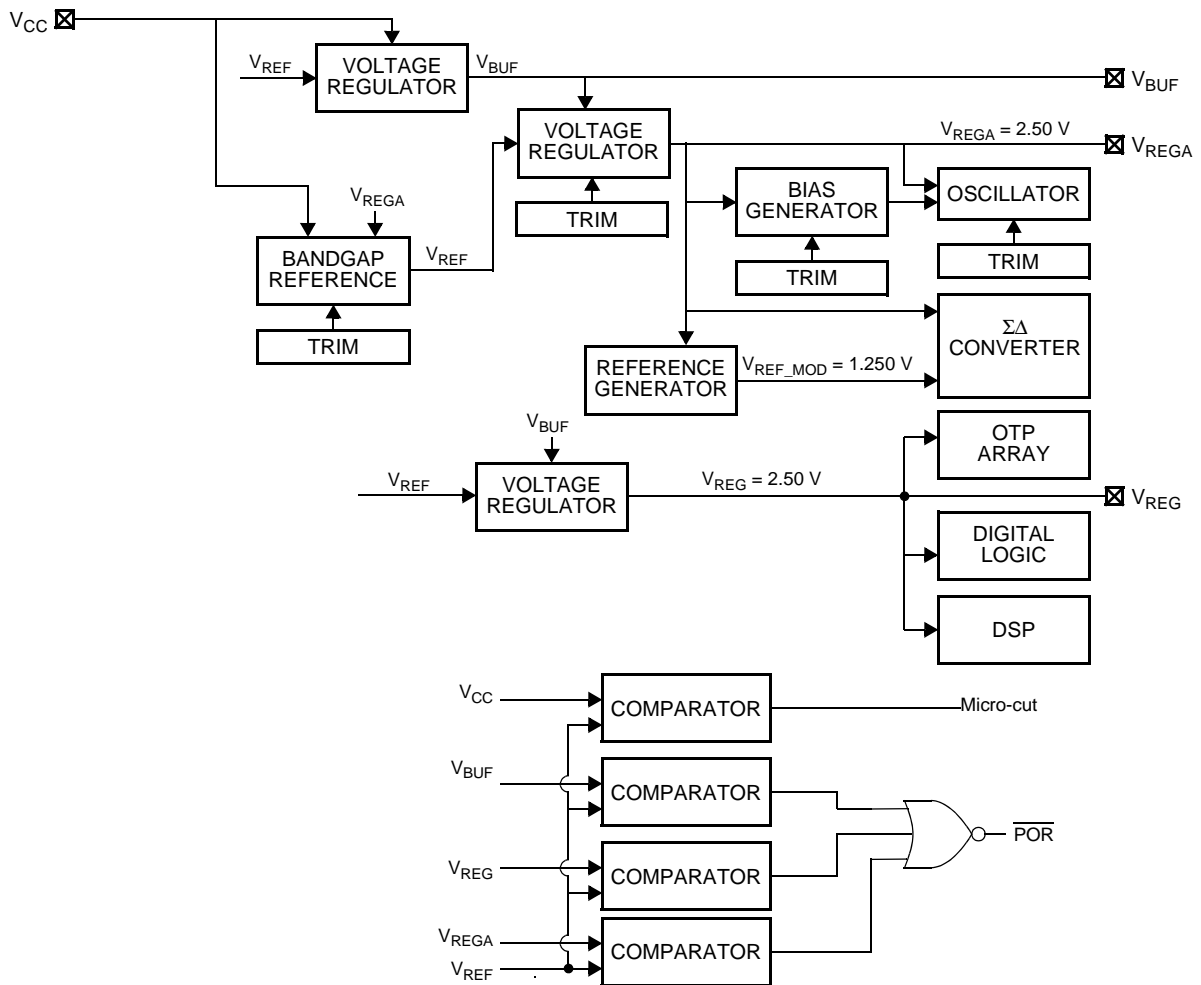 VCC
VREF
VOLTAGE
REGULATOR
VBUF
VBUF
VOLTAGE
REGULATOR
VREGA = 2.50 V
VREGA
TRIM
BIAS
GENERATOR
OSCILLATOR
TRIM
TRIM
VREGA
BANDGAP
REFERENCE
VREF
TRIM
REFERENCE
GENERATOR
VREF_MOD = 1.250 V
ΣΔ
CONVERTER
VBUF
VREF
VOLTAGE
REGULATOR
VREG = 2.50 V
OTP
ARRAY
VREG
DIGITAL
LOGIC
DSP
VCC
COMPARATOR
Micro-cut
VBUF
COMPARATOR
POR
VREG
COMPARATOR
VREGA
COMPARATOR
VREF